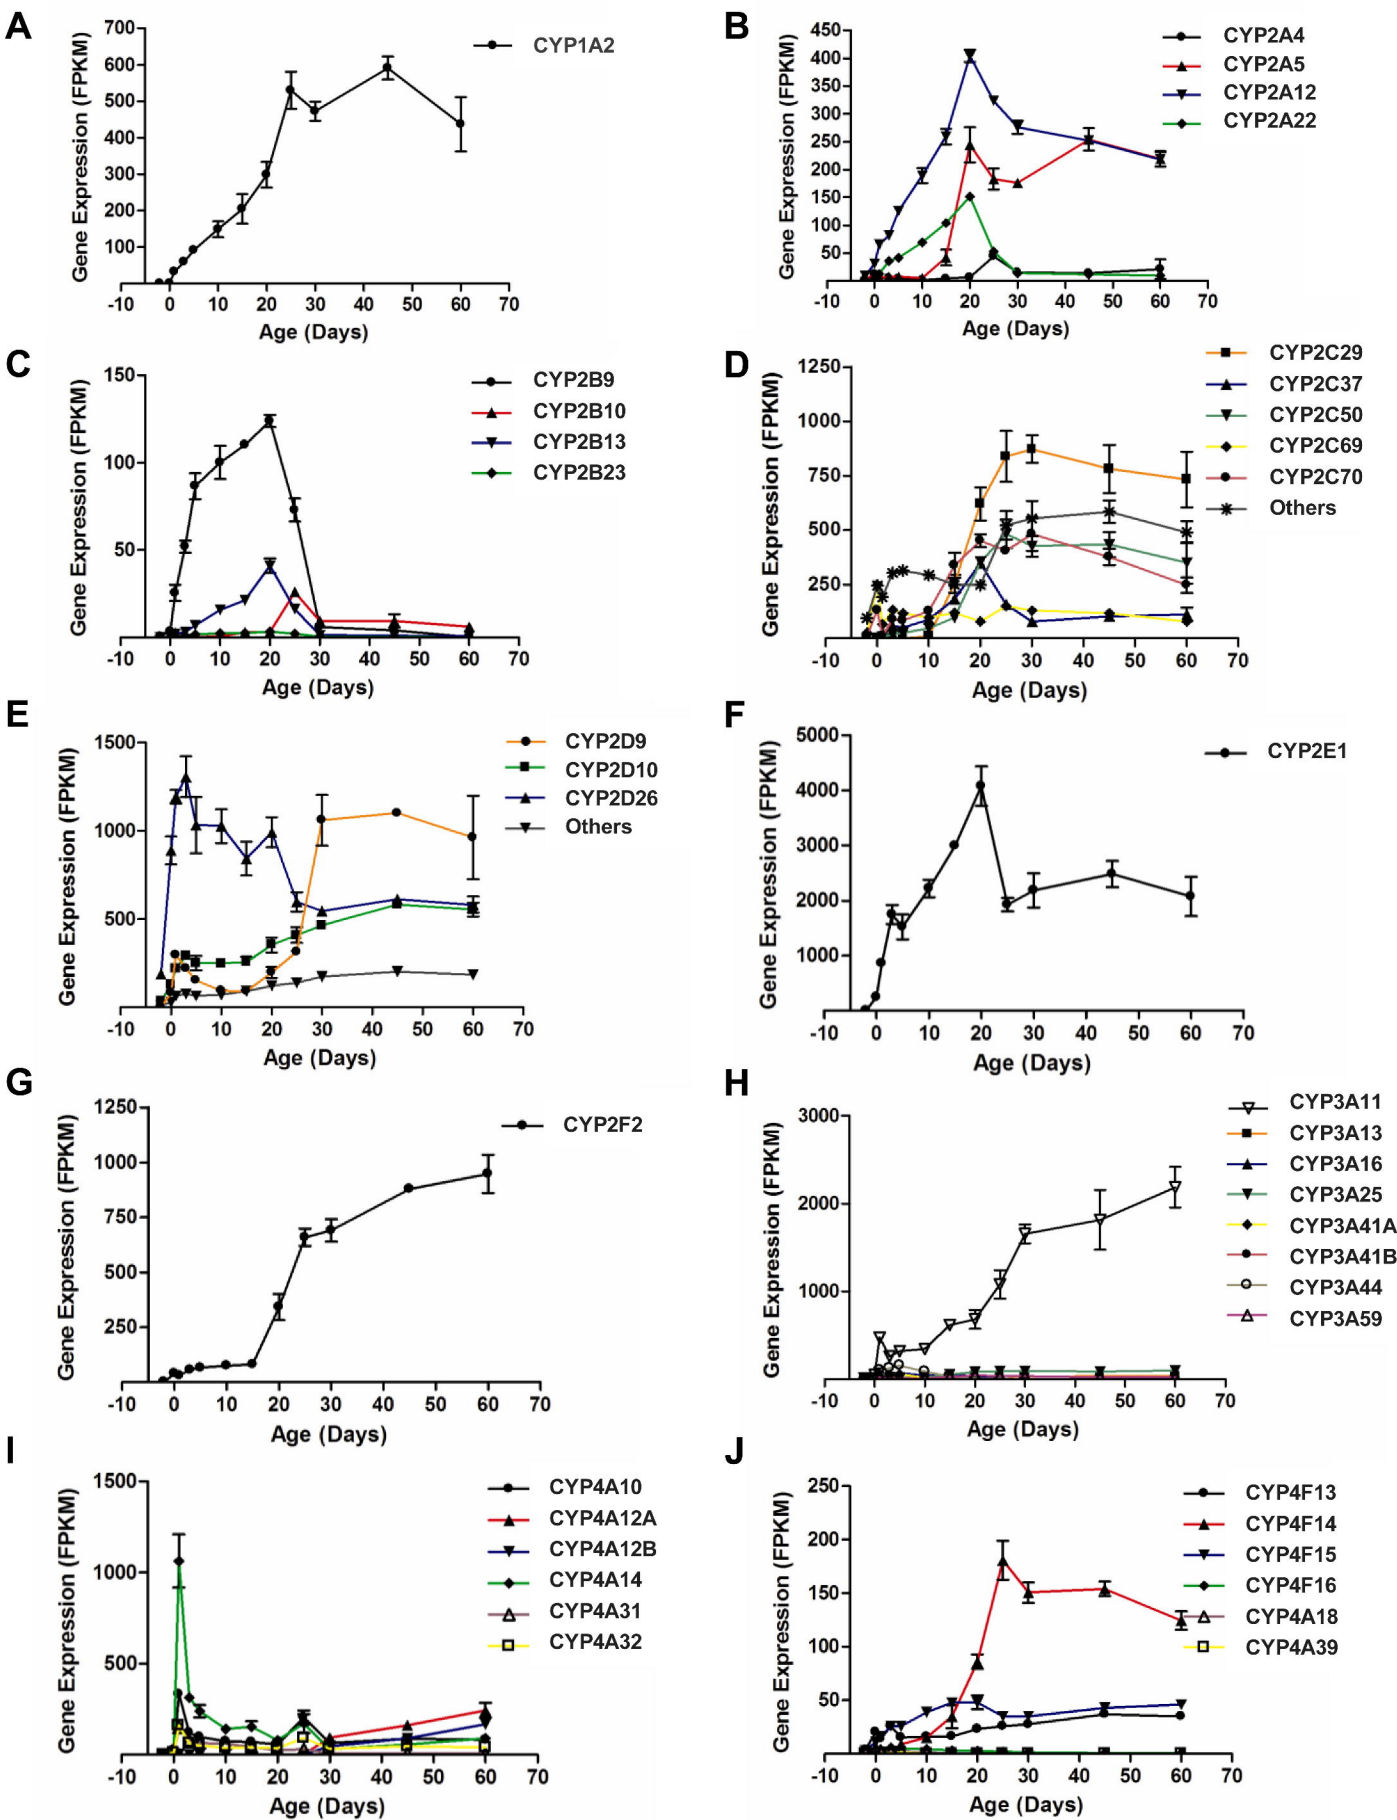 A
Gene Expression (FPKM)
700
600
500
400
300
200
100
-10 0 10 20 30 40 50 60 70
Age (Days)
CYP1A2
B
Gene Expression (FPKM)
450
400
350
300
250
200
150
100
50
-10 0 10 20 30 40 50 60 70
Age (Days)
CYP2A4
CYP2A5
CYP2A12
CYP2A22
C
Gene Expression (FPKM)
150
100
50
-10 0 10 20 30 40 50 60 70
Age (Days)
CYP2B9
CYP2B10
CYP2B13
CYP2B23
D
Gene Expression (FPKM)
1250
1000
750
500
250
-10 0 10 20 30 40 50 60 70
Age (Days)
CYP2C29
CYP2C37
CYP2C50
CYP2C69
CYP2C70
Others
E
Gene Expression (FPKM)
1500
1000
500
-10 0 10 20 30 40 50 60 70
Age (Days)
CYP2D9
CYP2D10
CYP2D26
Others
F
Gene Expression (FPKM)
5000
4000
3000
2000
1000
-10 0 10 20 30 40 50 60 70
Age (Days)
CYP2E1
G
Gene Expression (FPKM)
1250
1000
750
500
250
-10 0 10 20 30 40 50 60 70
Age (Days)
CYP2F2
H
Gene Expression (FPKM)
3000
2000
1000
-10 0 10 20 30 40 50 60 70
Age (Days)
CYP3A11
CYP3A13
CYP3A16
CYP3A25
CYP3A41A
CYP3A41B
CYP3A44
CYP3A59
I
Gene Expression (FPKM)
1500
1000
500
-10 0 10 20 30 40 50 60 70
Age (Days)
CYP4A10
CYP4A12A
CYP4A12B
CYP4A14
CYP4A31
CYP4A32
J
Gene Expression (FPKM)
250
200
150
100
50
-10 0 10 20 30 40 50 60 70
Age (Days)
CYP4F13
CYP4F14
CYP4F15
CYP4F16
CYP4A18
CYP4A39